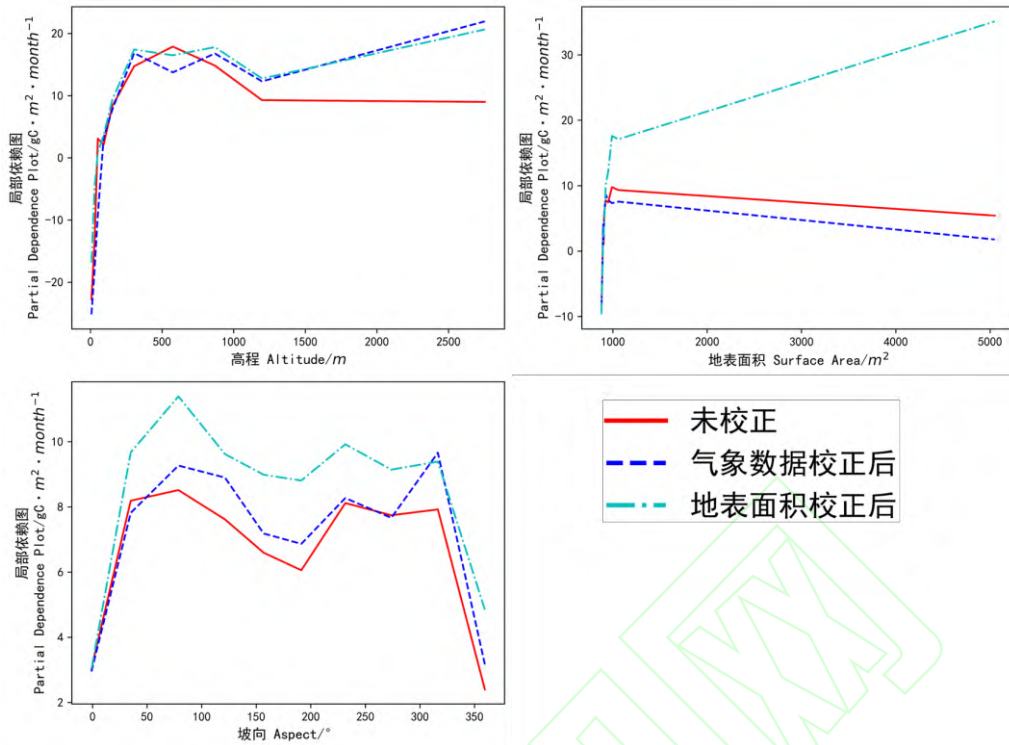 局部依赖图
Partial Dependence Plot/gC·m²·month⁻¹
20
10
0
-10
-20
0
500
1000
1500
2000
2500
高程 Altitude/m
局部依赖图
Partial Dependence Plot/gC·m²·month⁻¹
30
20
10
0
-10
1000
2000
3000
4000
5000
地表面积 Surface Area/m²
局部依赖图
Partial Dependence Plot/gC·m²·month⁻¹
10
8
6
4
2
0
50
100
150
200
250
300
350
坡向 Aspect/°
未校正
气象数据校正后
地表面积校正后